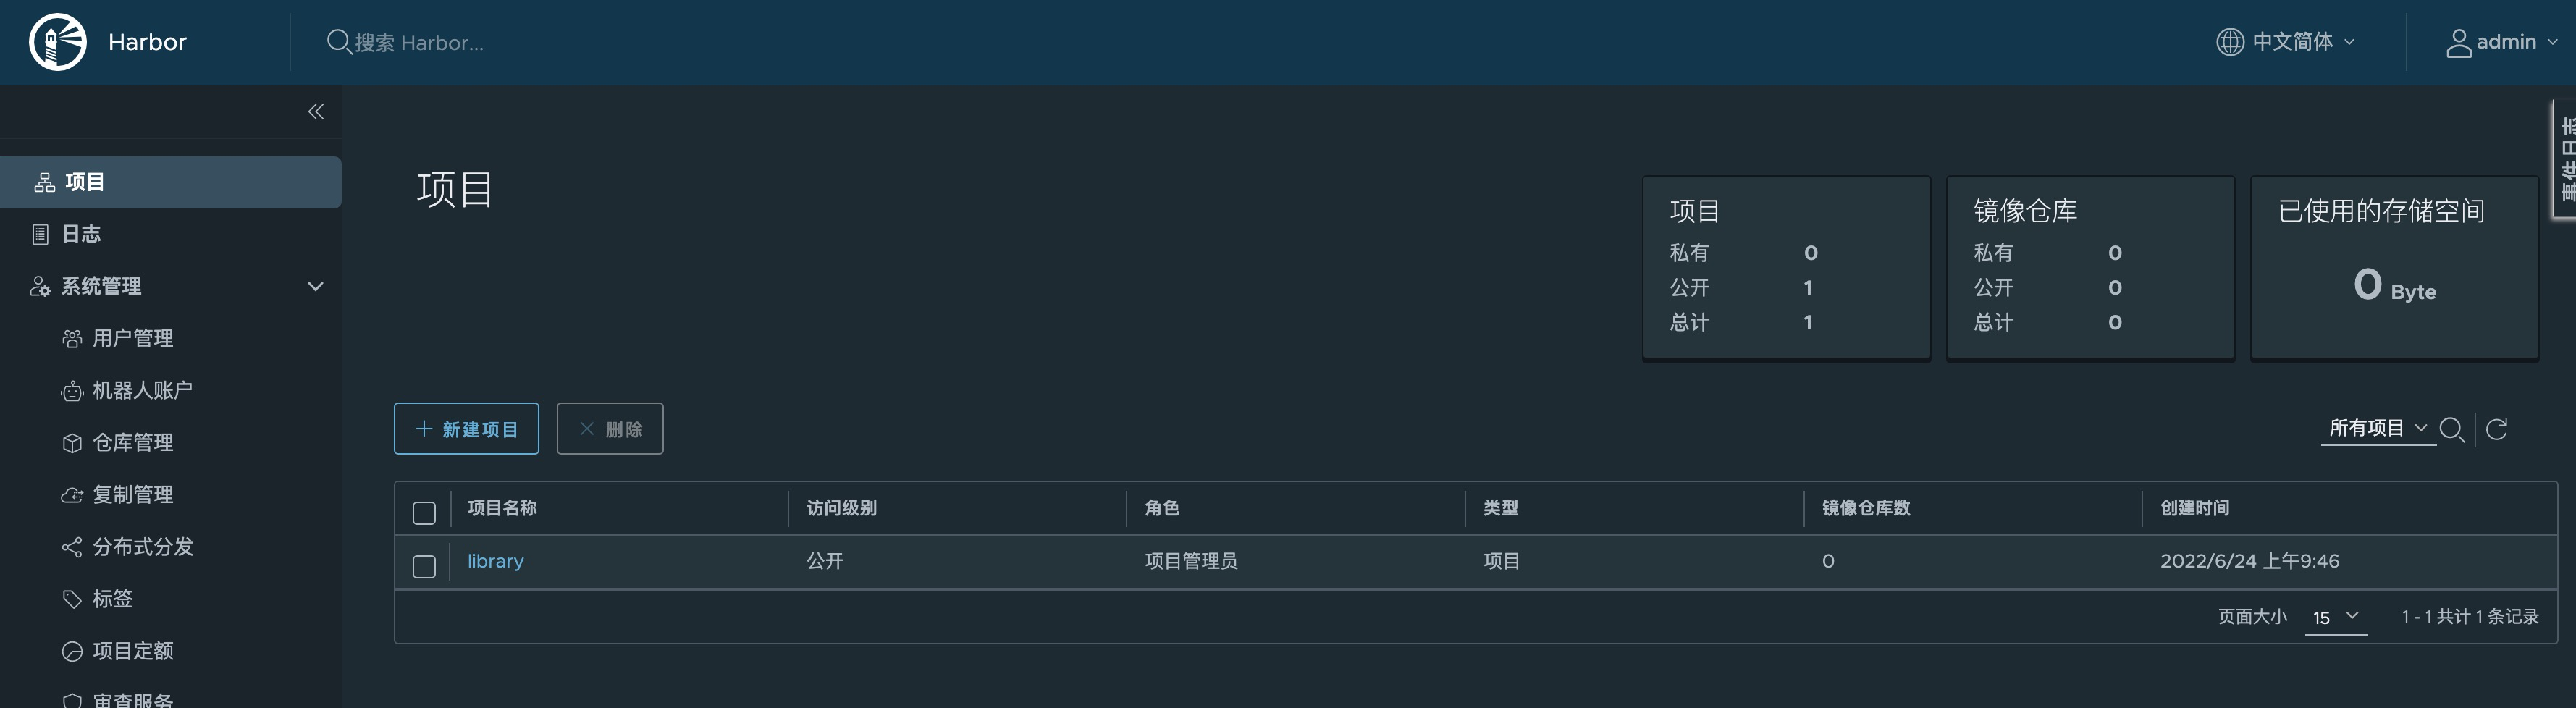 Harbor
搜索 Harbor...
中文简体
admin
项目
日志
系统管理
用户管理
机器人账户
仓库管理
复制管理
分布式分发
标签
项目定额
审查服务
事件日志
项目
项目
私有 0
公开 1
总计 1
镜像仓库
私有 0
公开 0
总计 0
已使用的存储空间
0 Byte
新建项目
删除
所有项目
项目名称 访问级别 角色 类型 镜像仓库数 创建时间
library 公开 项目管理员 项目 0 2022/6/24 上午9:46
页面大小 15 1 - 1 共计 1 条记录